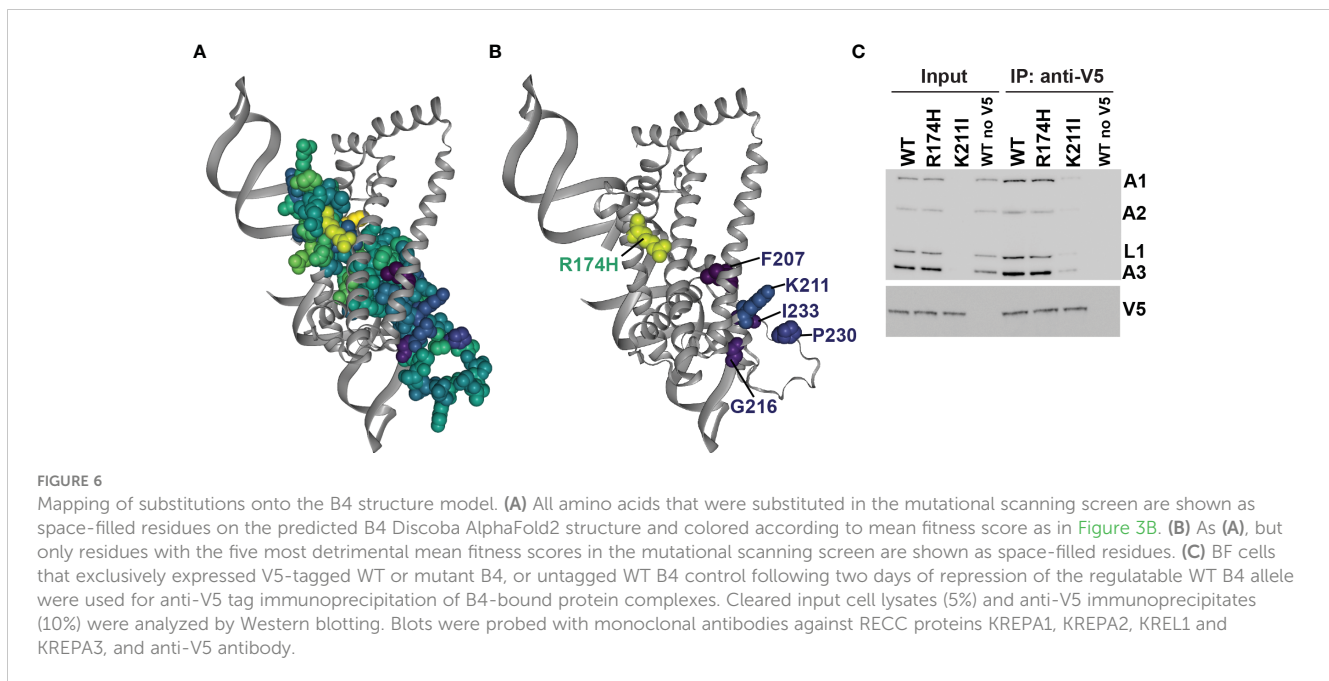 A
B
C
R174H
F207
K211
I233
P230
G216
Input
IP: anti-V5
WT
R174H
K211I
WT no V5
WT
R174H
K211I
WT no V5
A1
A2
L1
A3
V5
FIGURE 6
Mapping of substitutions onto the B4 structure model. (A) All amino acids that were substituted in the mutational scanning screen are shown as
space-filled residues on the predicted B4 Discoba AlphaFold2 structure and colored according to mean fitness score as in Figure 3B. (B) As (A), but
only residues with the five most detrimental mean fitness scores in the mutational scanning screen are shown as space-filled residues. (C) BF cells
that exclusively expressed V5-tagged WT or mutant B4, or untagged WT B4 control following two days of repression of the regulatable WT B4 allele
were used for anti-V5 tag immunoprecipitation of B4-bound protein complexes. Cleared input cell lysates (5%) and anti-V5 immunoprecipitates
(10%) were analyzed by Western blotting. Blots were probed with monoclonal antibodies against RECC proteins KREPA1, KREPA2, KREL1 and
KREPA3, and anti-V5 antibody.